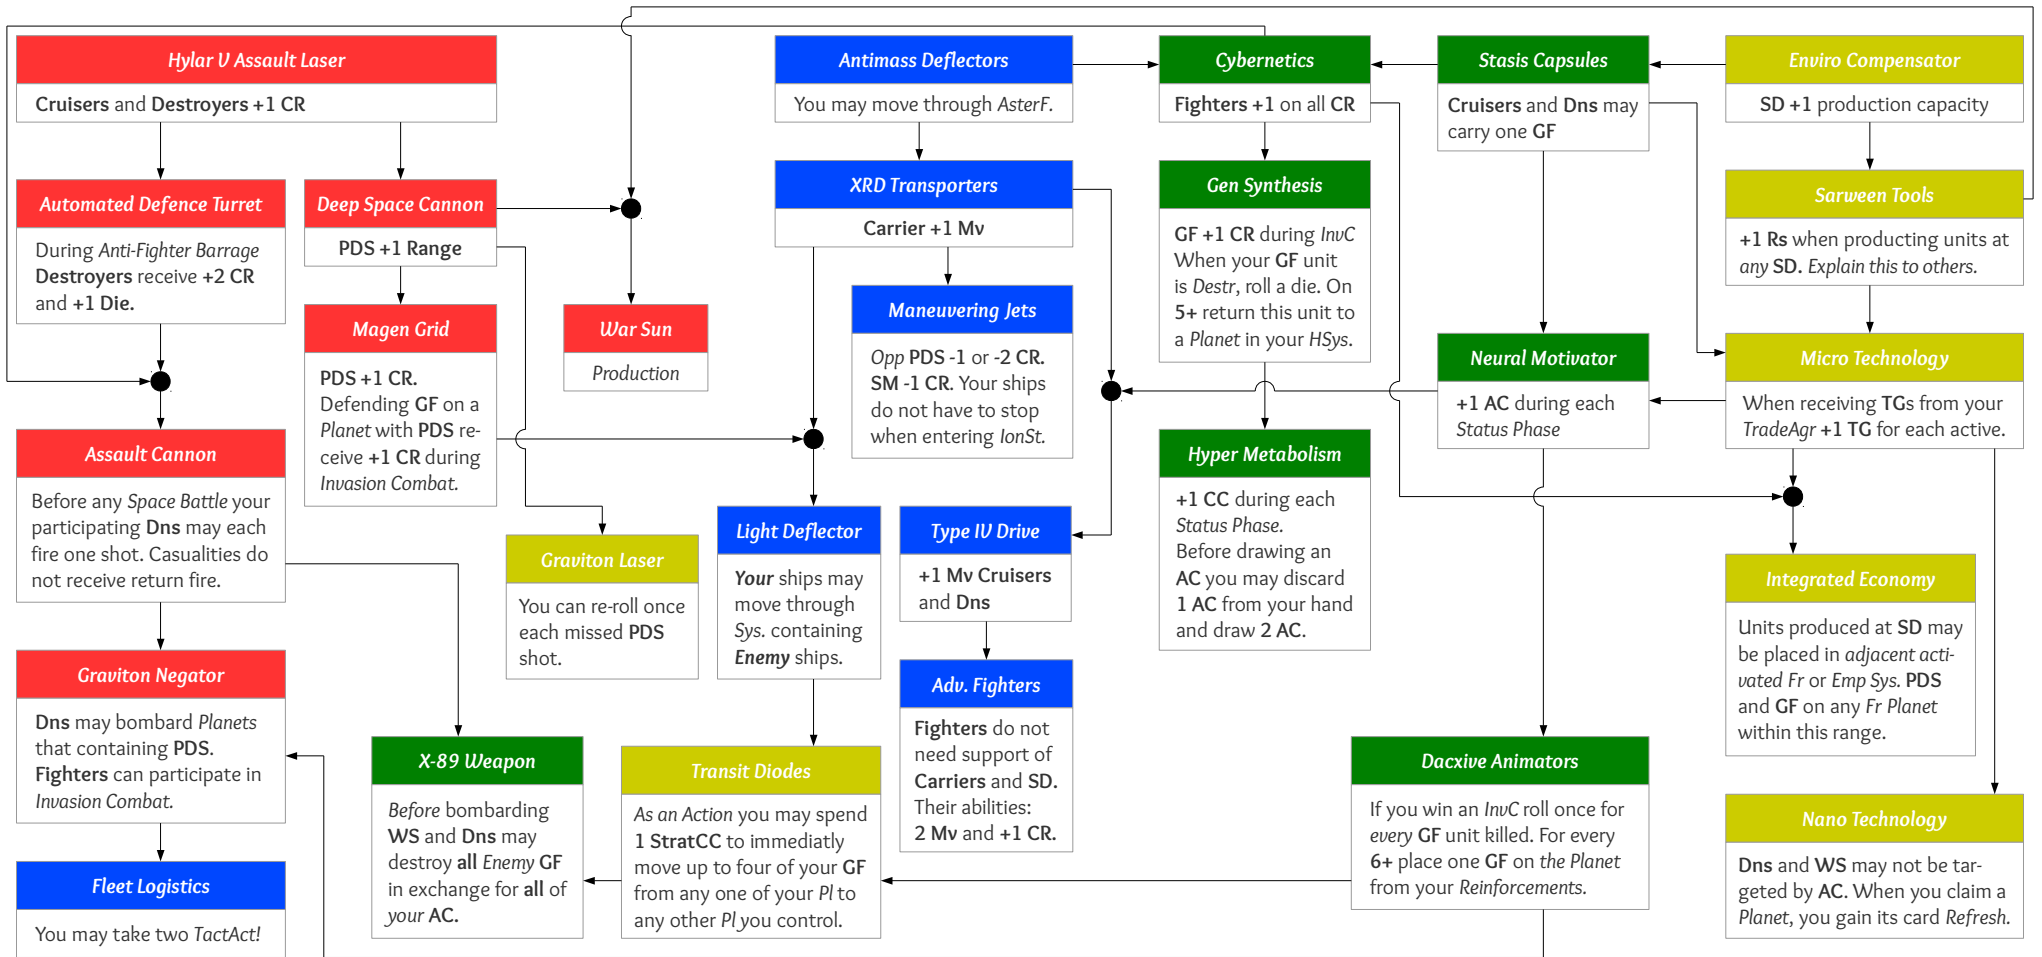 Hylar V Assault Laser
Cruisers and Destroyers +1 CR
Automated Defence Turret
During Anti-Fighter Barrage
Destroyers receive +2 CR
and +1 Die.
Deep Space Cannon
PDS +1 Range
Magen Grid
PDS +1 CR.
Defending GF on a
Planet with PDS re-
ceive +1 CR during
Invasion Combat.
War Sun
Production
Assault Cannon
Before any Space Battle your
participating Dns may each
fire one shot. Casualities do
not receive return fire.
Graviton Laser
You can re-roll once
each missed PDS
shot.
Graviton Negator
Dns may bombard Planets
that containing PDS.
Fighters can participate in
Invasion Combat.
Fleet Logistics
You may take two TactAct!
X-89 Weapon
Before bombarding
WS and Dns may
destroy all Enemy GF
in exchange for all of
your AC.
Antimass Deflectors
You may move through AsterF.
XRD Transporters
Carrier +1 Mv
Maneuvering Jets
Opp PDS -1 or -2 CR.
SM -1 CR. Your ships
do not have to stop
when entering IonSt.
Light Deflector
Your ships may
move through
Sys. containing
Enemy ships.
Type IV Drive
+1 Mv Cruisers
and Dns
Adv. Fighters
Fighters do not
need support of
Carriers and SD.
Their abilities:
2 Mv and +1 CR.
Transit Diodes
As an Action you may spend
1 StratCC to immediatly
move up to four of your GF
from any one of your Pl to
any other Pl you control.
Cybernetics
Fighters +1 on all CR
Gen Synthesis
GF +1 CR during InvC
When your GF unit
is Destr, roll a die. On
5+ return this unit to
a Planet in your HSys.
Hyper Metabolism
+1 CC during each
Status Phase.
Before drawing an
AC you may discard
1 AC from your hand
and draw 2 AC.
Stasis Capsules
Cruisers and Dns may
carry one GF
Neural Motivator
+1 AC during each
Status Phase
Dacxive Animators
If you win an InvC roll once for
every GF unit killed. For every
6+ place one GF on the Planet
from your Reinforcements.
Enviro Compensator
SD +1 production capacity
Sarween Tools
+1 Rs when producting units at
any SD. Explain this to others.
Micro Technology
When receiving TGs from your
TradeAgr +1 TG for each active.
Integrated Economy
Units produced at SD may
be placed in adjacent acti-
vated Fr or Emp Sys. PDS
and GF on any Fr Planet
within this range.
Nano Technology
Dns and WS may not be tar-
geted by AC. When you claim a
Planet, you gain its card Refresh.